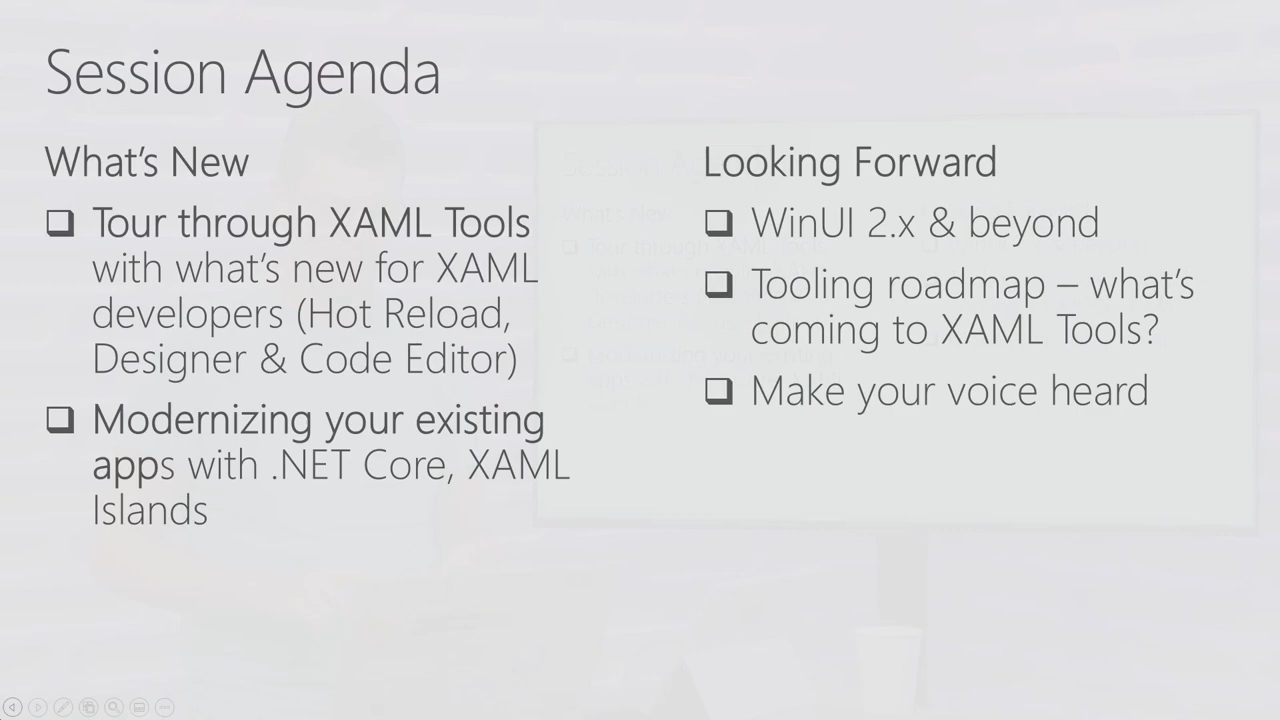 Session Agenda
What's New
Tour through XAML Tools
with what's new for XAML
developers (Hot Reload,
Designer & Code Editor)
Modernizing your existing
apps with .NET Core, XAML
Islands
Looking Forward
WinUI 2.x & beyond
Tooling roadmap – what's
coming to XAML Tools?
Make your voice heard